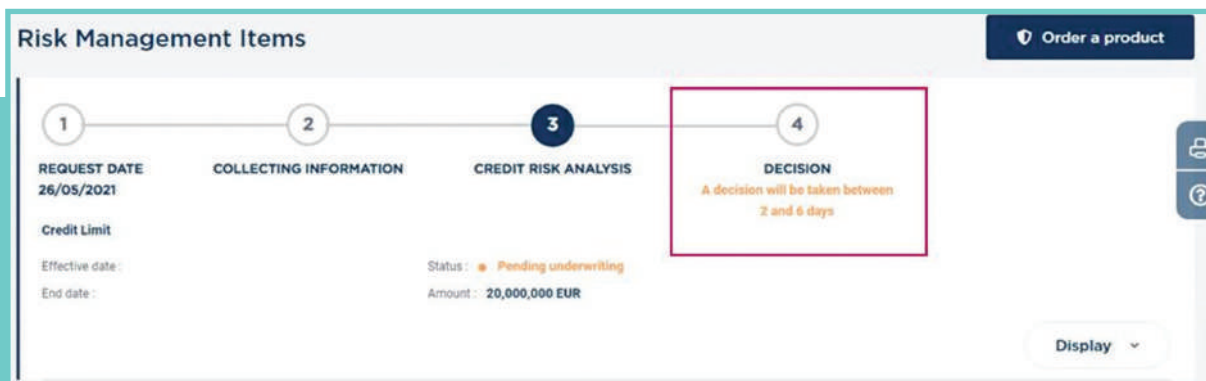 Risk Management Items
Order a product
1
2
3
4
REQUEST DATE
26/05/2021
COLLECTING INFORMATION
CREDIT RISK ANALYSIS
DECISION
A decision will be taken between
2 and 6 days
Credit Limit
Effective date :
Status : Pending underwriting
End date :
Amount : 20,000,000 EUR
Display